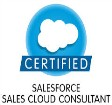 CERTIFIED
SALESFORCE
SALES CLOUD CONSULTANT